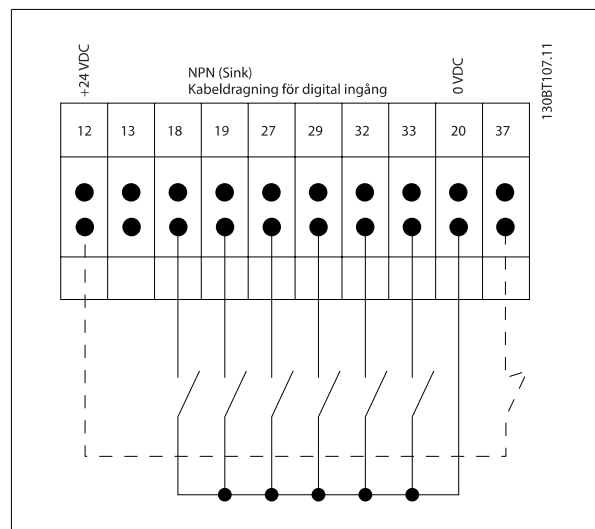 +24 VDC
NPN (Sink)
Kabeldragning för digital ingång
0 VDC
130BT107.11
12 13 18 19 27 29 32 33 20 37